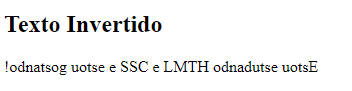 Texto Invertido
!odnatsog uotse e SSC e LMTH odnadutse uotsE